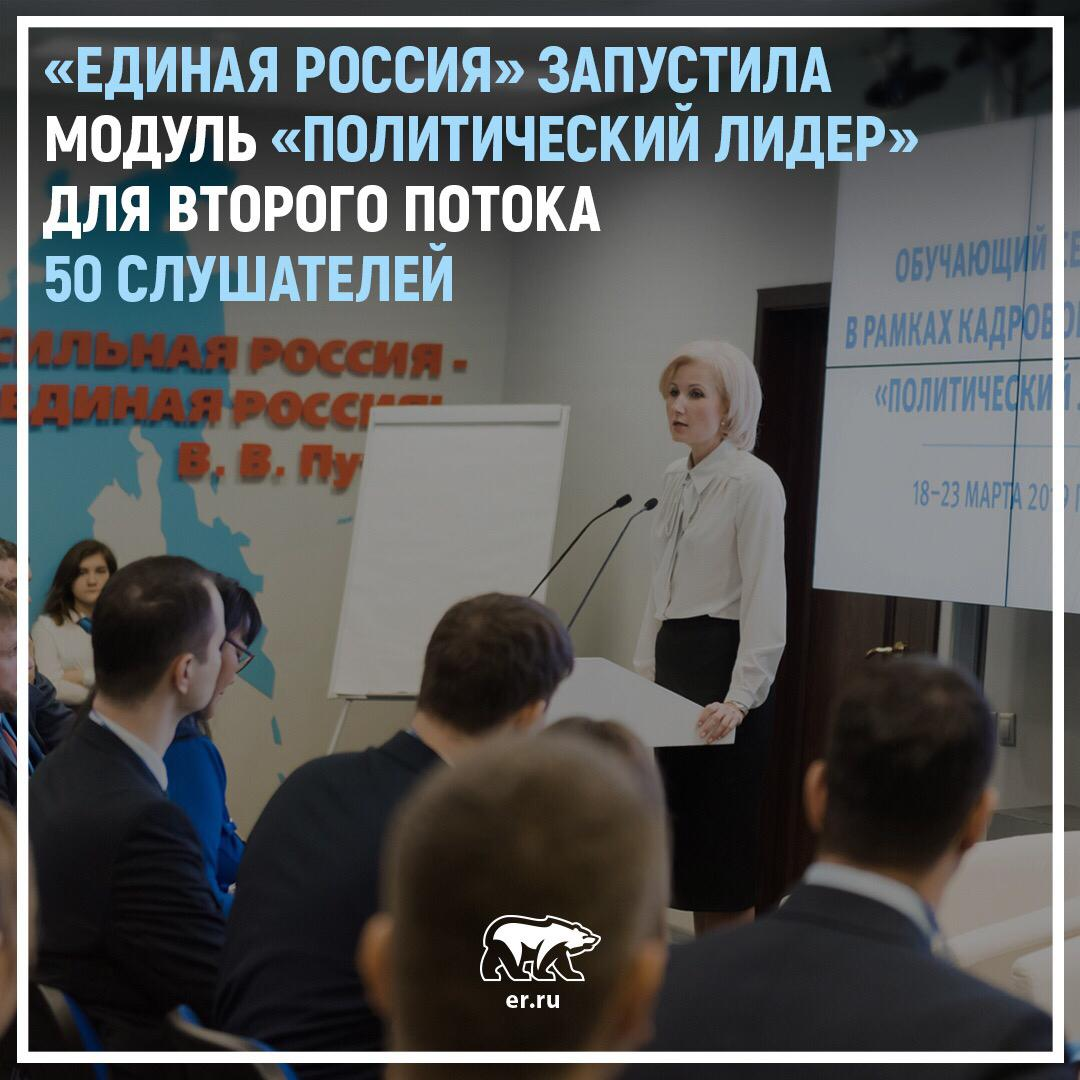 «ЕДИНАЯ РОССИЯ» ЗАПУСТИЛА
МОДУЛЬ «ПОЛИТИЧЕСКИЙ ЛИДЕР»
ДЛЯ ВТОРОГО ПОТОКА
50 СЛУШАТЕЛЕЙ
СИЛЬНАЯ РОССИЯ -
ЕДИНАЯ РОССИЯ!
В. В.
ОБУЧАЮЩИЙ
В РАМКАХ
«ПОЛИТИЧЕСКИЙ
18–23 МАРТА
er.ru